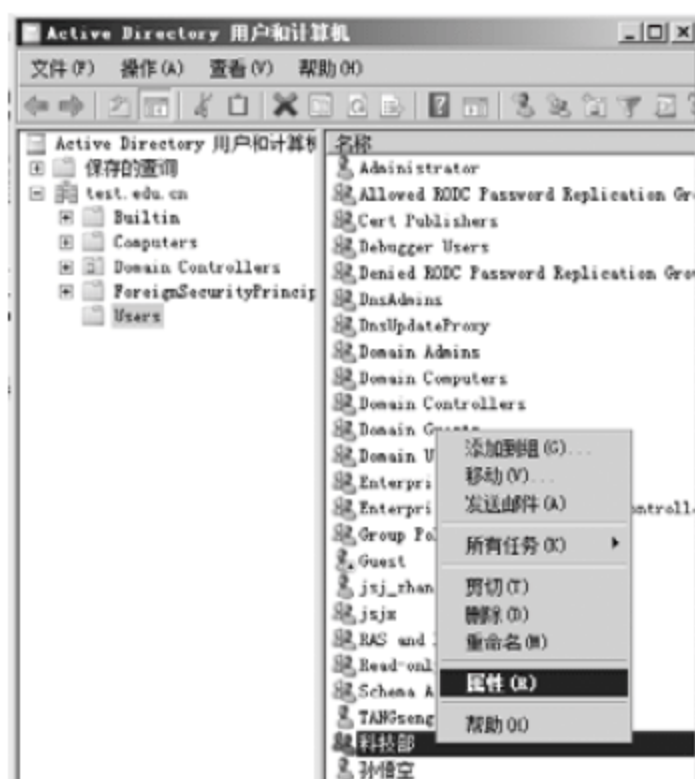 Active Directory 用户和计算机
文件(F) 操作(A) 查看(V) 帮助(H)
Active Directory 用户和计算机
保存的查询
test.edu.cn
Builtin
Computers
Domain Controllers
ForeignSecurityPrincip
Users
名称
Administrator
Allowed RODC Password Replication Gro
Cert Publishers
Debugger Users
Denied RODC Password Replication Grou
DnsAdmins
DnsUpdateProxy
Domain Admins
Domain Computers
Domain Controllers
Domain Guests
Domain U
Enterpri
Enterpri ontroll
Group Po
Guest
jsj_zhan
jsjx
RAS and
Read-onl
Schema A
TANGseng
科技部
孙悟空
添加到组(G)...
移动(V)...
发送邮件(A)
所有任务(K)
剪切(T)
删除(D)
重命名(M)
属性(R)
帮助(H)